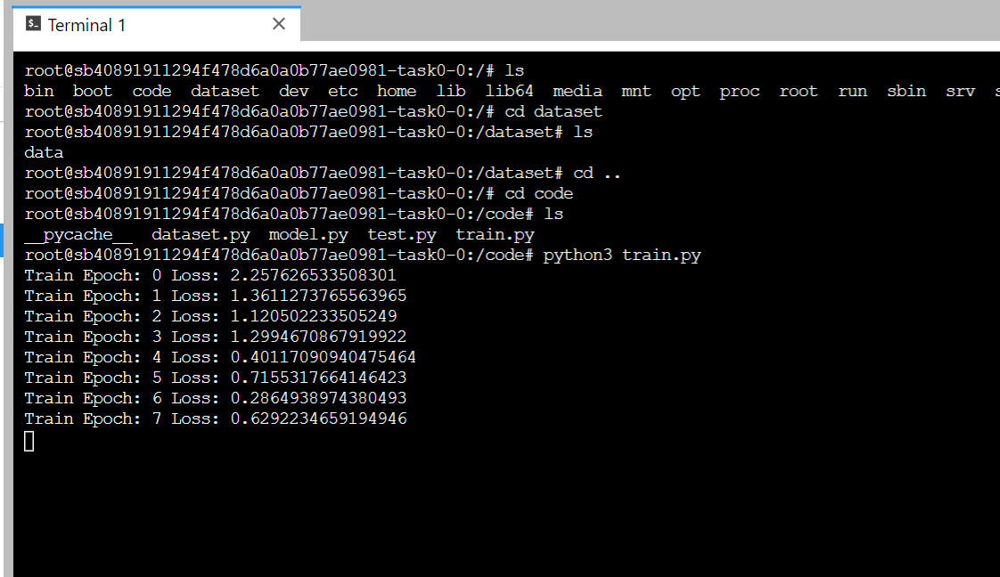 Terminal 1
root@sb40891911294f478d6a0a0b77ae0981-task0-0:/# ls
bin boot code dataset dev etc home lib lib64 media mnt opt proc root run sbin srv s
root@sb40891911294f478d6a0a0b77ae0981-task0-0:/# cd dataset
root@sb40891911294f478d6a0a0b77ae0981-task0-0:/dataset# ls
data
root@sb40891911294f478d6a0a0b77ae0981-task0-0:/dataset# cd ..
root@sb40891911294f478d6a0a0b77ae0981-task0-0:/# cd code
root@sb40891911294f478d6a0a0b77ae0981-task0-0:/code# ls
__pycache__ dataset.py model.py test.py train.py
root@sb40891911294f478d6a0a0b77ae0981-task0-0:/code# python3 train.py
Train Epoch: 0 Loss: 2.257626533508301
Train Epoch: 1 Loss: 1.3611273765563965
Train Epoch: 2 Loss: 1.120502233505249
Train Epoch: 3 Loss: 1.2994670867919922
Train Epoch: 4 Loss: 0.40117090940475464
Train Epoch: 5 Loss: 0.7155317664146423
Train Epoch: 6 Loss: 0.2864938974380493
Train Epoch: 7 Loss: 0.6292234659194946